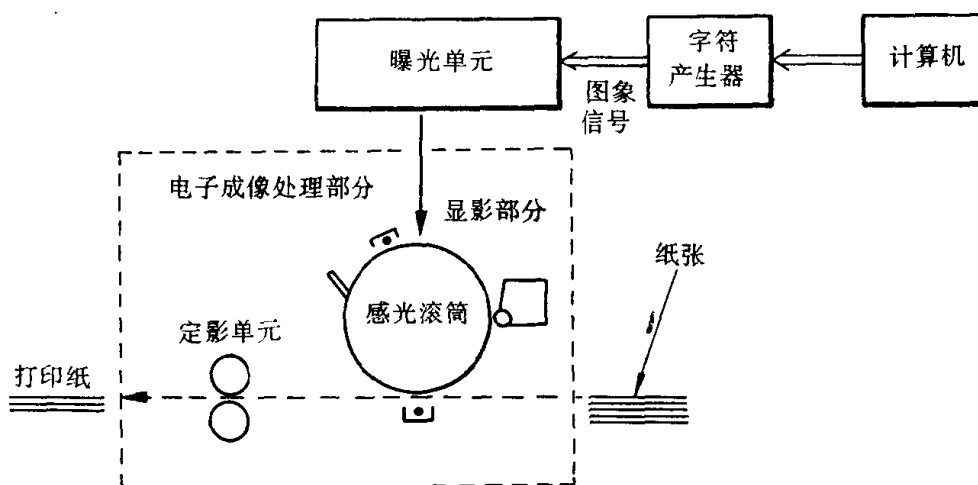 曝光单元
字符
产生器
计算机
图象
信号
电子成像处理部分
显影部分
纸张
感光滚筒
定影单元
打印纸